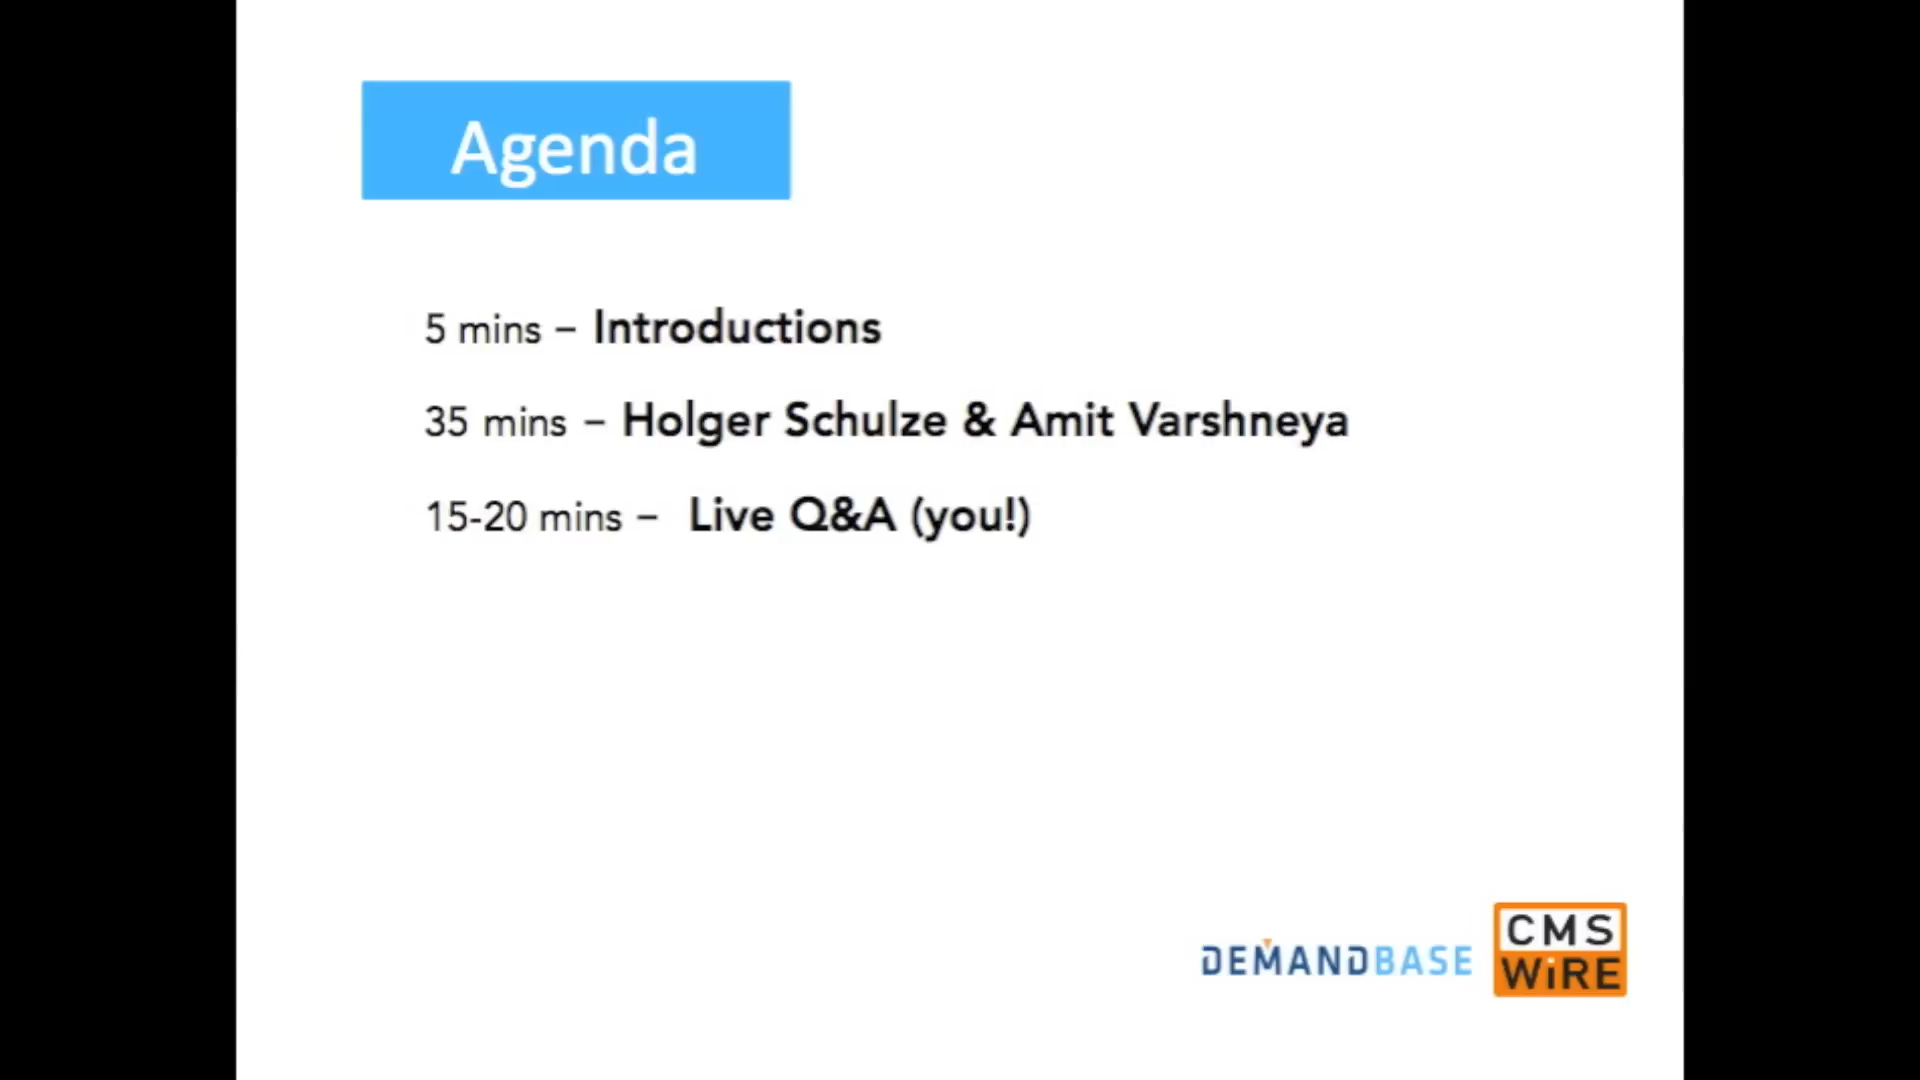 Agenda
5 mins – Introductions
35 mins – Holger Schulze & Amit Varshneya
15-20 mins – Live Q&A (you!)
DEMANDBASE
CMS
WiRE